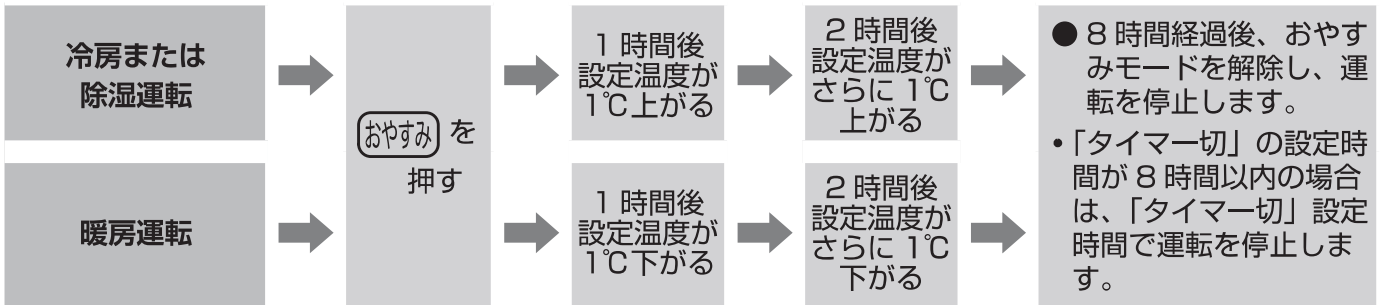 冷房または
除湿運転
おやすみ を
押す
1 時間後
設定温度が
1℃上がる
2 時間後
設定温度が
さらに 1℃
上がる
暖房運転
1 時間後
設定温度が
1℃下がる
2 時間後
設定温度が
さらに 1℃
下がる
● 8 時間経過後、おやす
みモードを解除し、運
転を停止します。
•「タイマー切」の設定時
間が 8 時間以内の場合
は、「タイマー切」設定
時間で運転を停止しま
す。